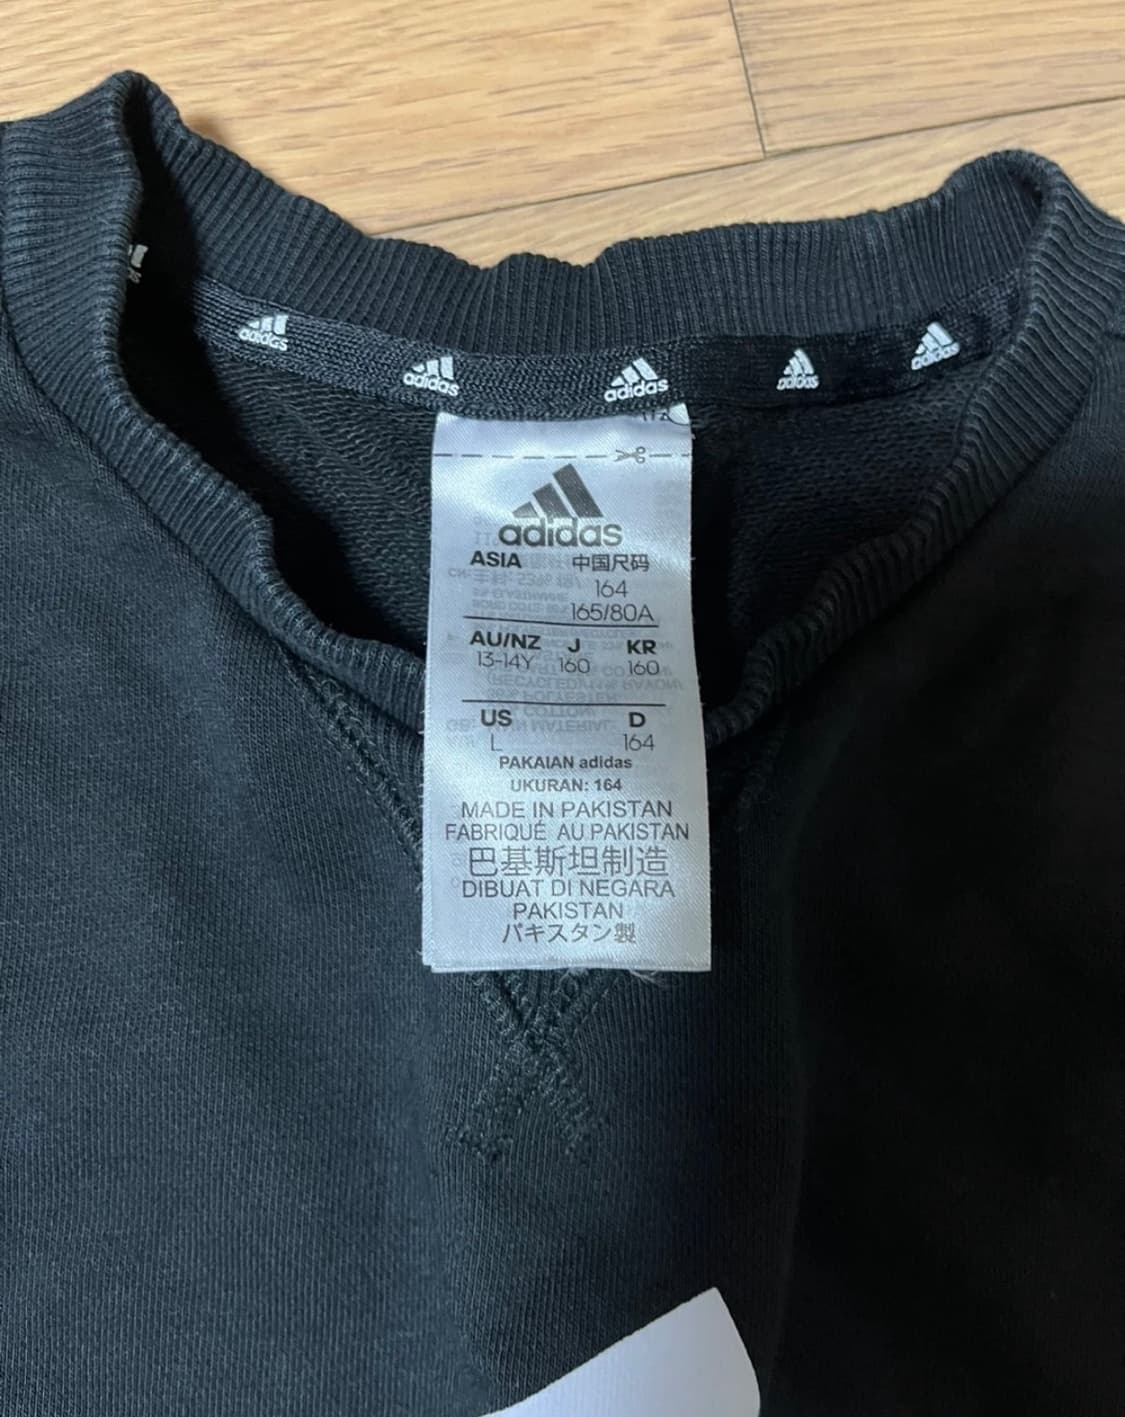 adidas
adidas
adidas
adidas
adidas
adidas
ASIA 中国尺码
164
165/80A
AU/NZ J KR
13-14Y 160 160
US D
L 164
PAKAIAN adidas
UKURAN: 164
MADE IN PAKISTAN
FABRIQUÉ AU PAKISTAN
巴基斯坦制造
DIBUAT DI NEGARA
PAKISTAN
パキスタン製